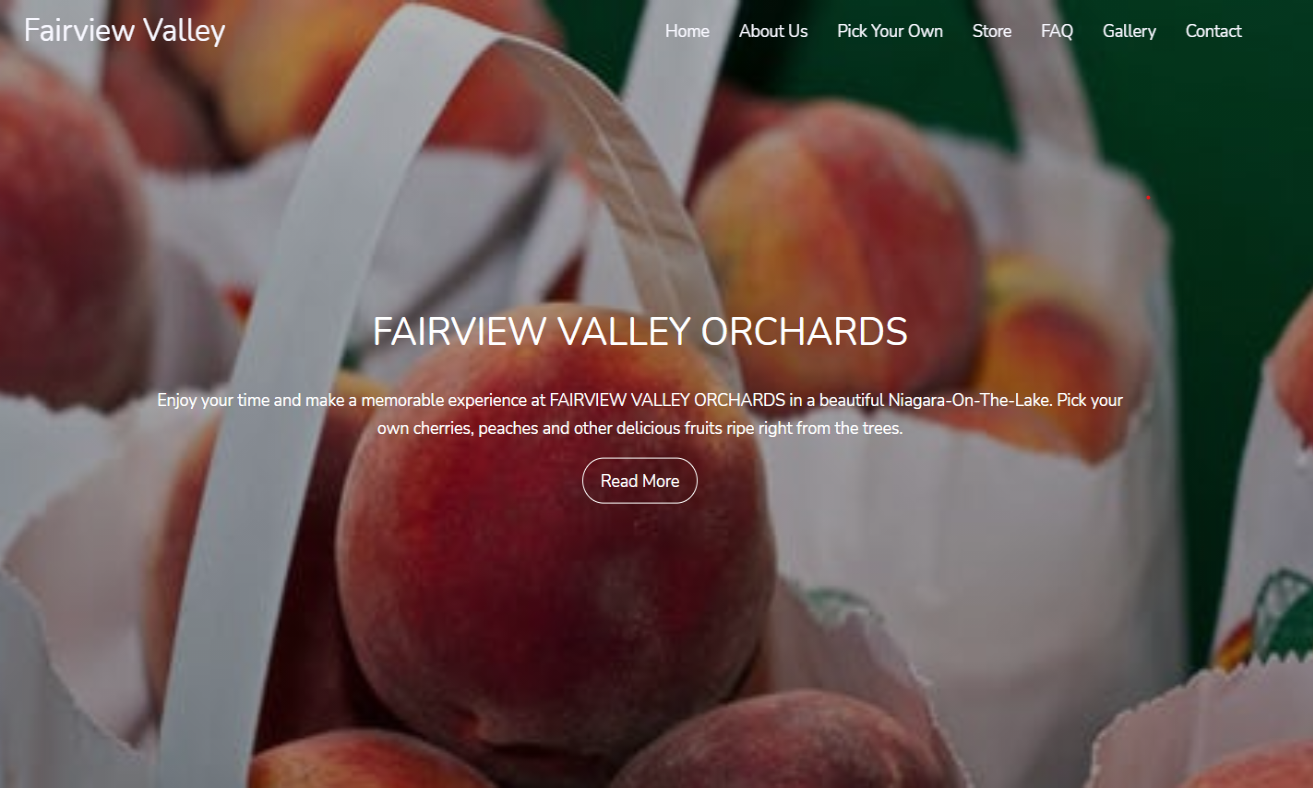 Fairview Valley
Home About Us Pick Your Own Store FAQ Gallery Contact
FAIRVIEW VALLEY ORCHARDS
Enjoy your time and make a memorable experience at FAIRVIEW VALLEY ORCHARDS in a beautiful Niagara-On-The-Lake. Pick your
own cherries, peaches and other delicious fruits ripe right from the trees.
Read More